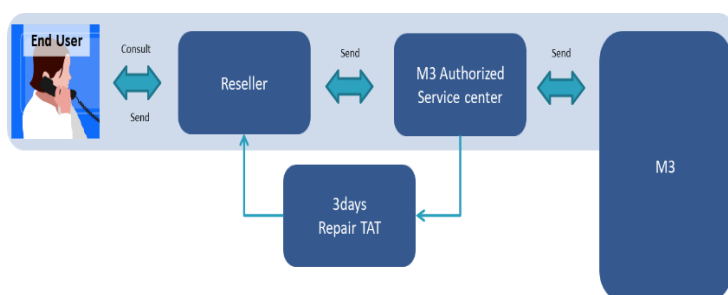 End User
Consult
Send
Reseller
Send
M3 Authorized
Service center
Send
M3
3days
Repair TAT